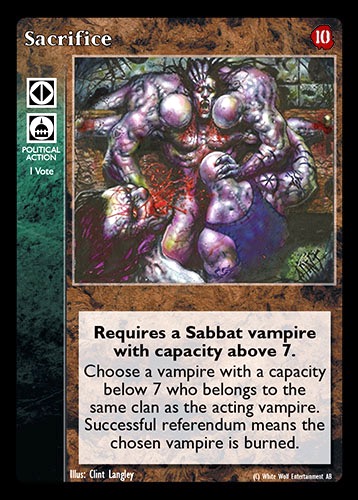 Sacrifice
10
POLITICAL
ACTION
1 Vote
Requires a Sabbat vampire
with capacity above 7.
Choose a vampire with a capacity
below 7 who belongs to the
same clan as the acting vampire.
Successful referendum means the
chosen vampire is burned.
Illus: Clint Langley
(C) White Wolf Entertainment AB